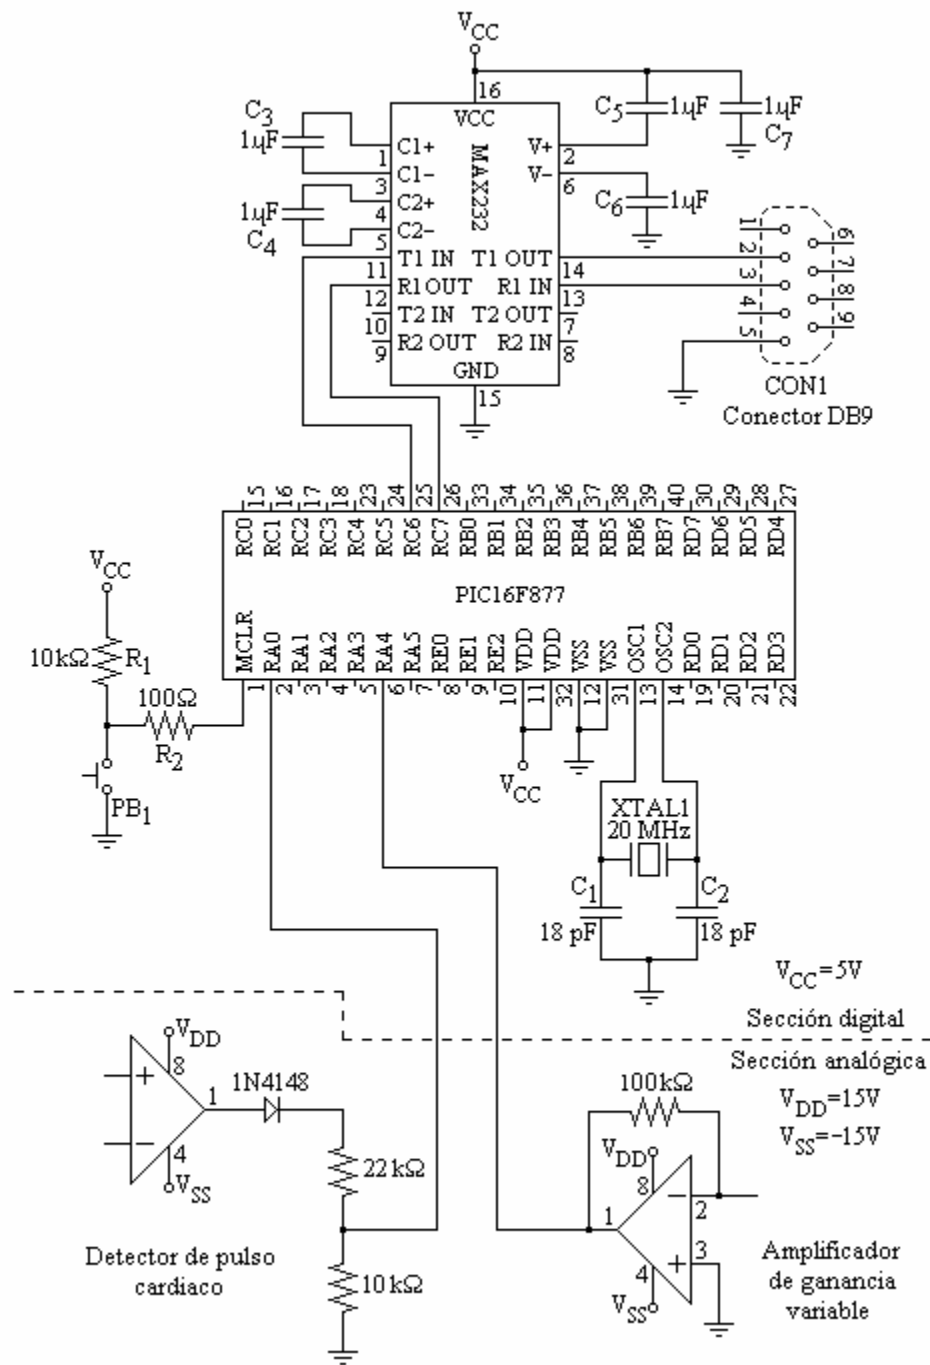 VCC
16
VCC
MAX232
C3
1µF
C1+
1
C1-
3
C2+
4
C2-
5
1µF
C4
T1 IN
11
R1 OUT
12
T2 IN
10
R2 OUT
9
GND
15
V+
2
V-
6
T1 OUT
14
R1 IN
13
T2 OUT
7
R2 IN
8
C5
1µF
1µF
C7
C6
1µF
1
2
3
4
5
6
7
8
9
CON1
Conector DB9
15
16
17
18
23
24
25
26
33
34
35
36
37
38
39
40
30
29
28
27
RC0
RC1
RC2
RC3
RC4
RC5
RC6
RC7
RB0
RB1
RB2
RB3
RB4
RB5
RB6
RB7
RD7
RD6
RD5
RD4
PIC16F877
MCLR
RA0
RA1
RA2
RA3
RA4
RA5
RE0
RE1
RE2
VDD
VDD
VSS
VSS
OSC1
OSC2
RD0
RD1
RD2
RD3
1
2
3
4
5
6
7
8
9
10
11
32
12
31
13
14
19
20
21
22
VCC
10kΩ
R1
100Ω
R2
PB1
VCC
XTAL1
20 MHz
C1
18 pF
C2
18 pF
VCC=5V
Sección digital
Sección analógica
VDD=15V
VSS=-15V
VDD
8
+
-
1
4
VSS
1N4148
22kΩ
10kΩ
Detector de pulso
cardiaco
100kΩ
VDD
8
1
-
2
+
3
4
VSS
Amplificador
de ganancia
variable